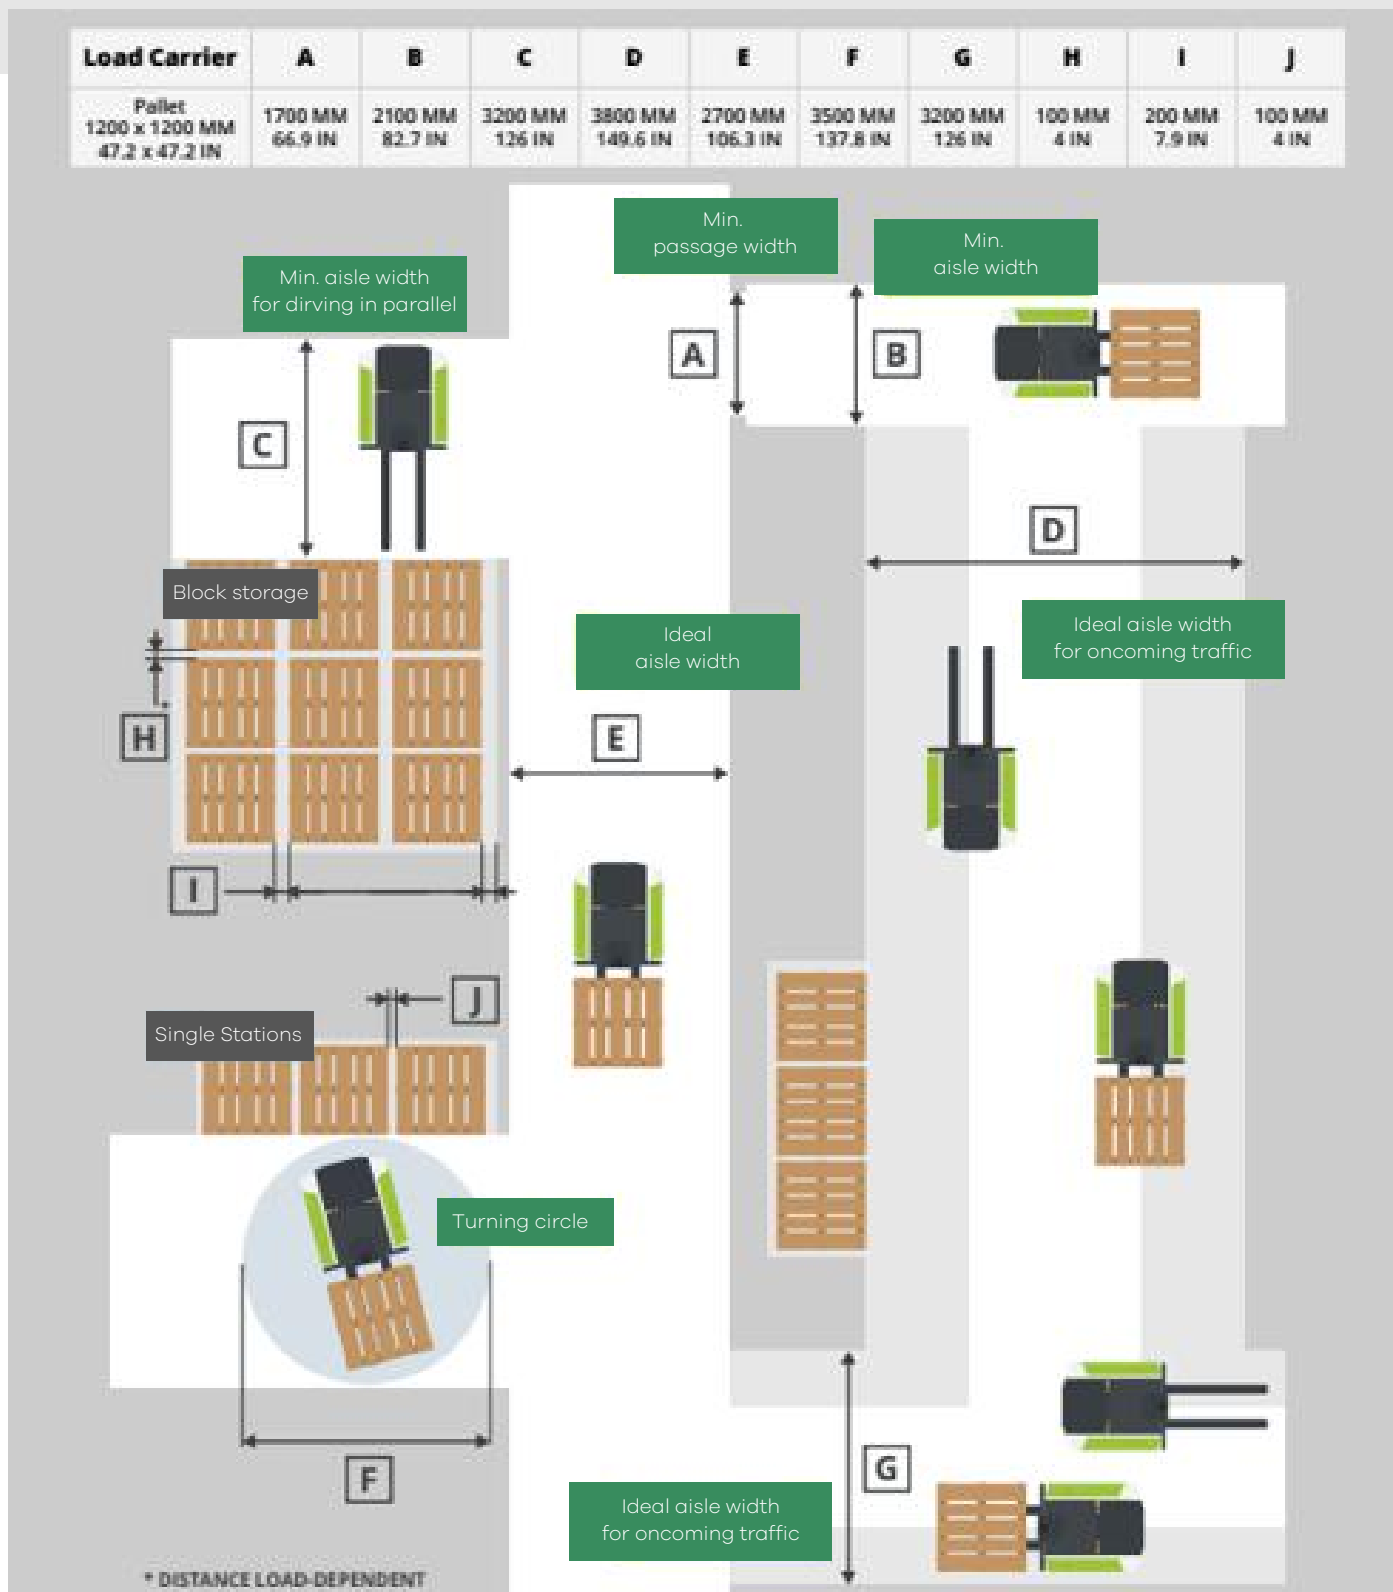 Load Carrier A B C D E F G H I J
Pallet
1200 x 1200 MM
47.2 x 47.2 IN
1700 MM
66.9 IN
2100 MM
82.7 IN
3200 MM
126 IN
3800 MM
149.6 IN
2700 MM
106.3 IN
3500 MM
137.8 IN
3200 MM
126 IN
100 MM
4 IN
200 MM
7.9 IN
100 MM
4 IN
Min.
passage width
Min.
aisle width
Min. aisle width
for dirving in parallel
A
B
C
D
Block storage
Ideal
aisle width
Ideal aisle width
for oncoming traffic
*
H
E
I
J
Single Stations
Turning circle
F
G
Ideal aisle width
for oncoming traffic
* DISTANCE LOAD-DEPENDENT